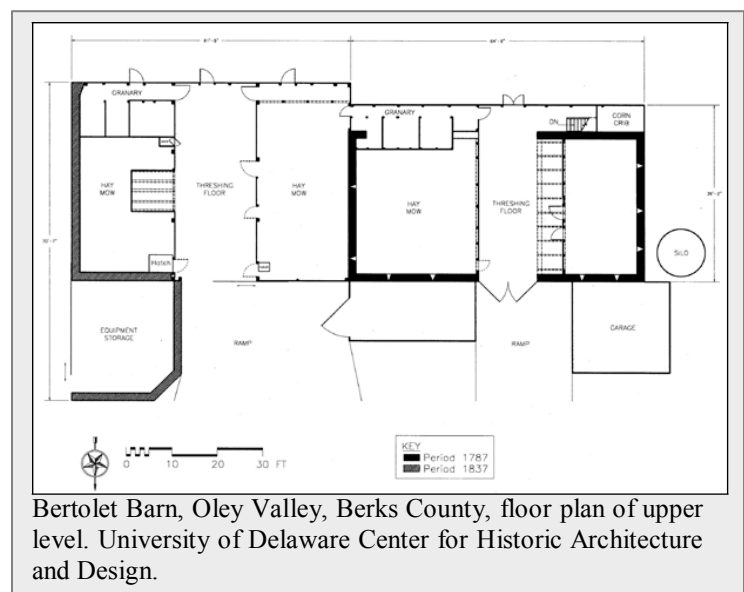 GRANARY
GRANARY
DN
CORN
CRIB
HAY
MOW
THRESHING
FLOOR
HAY
MOW
HAY
MOW
THRESHING
FLOOR
SILO
Hatch
EQUIPMENT
STORAGE
RAMP
RAMP
GARAGE
KEY
Period 1787
Period 1837
0 10 20 30 FT
Bertolet Barn, Oley Valley, Berks County, floor plan of upper
level. University of Delaware Center for Historic Architecture
and Design.